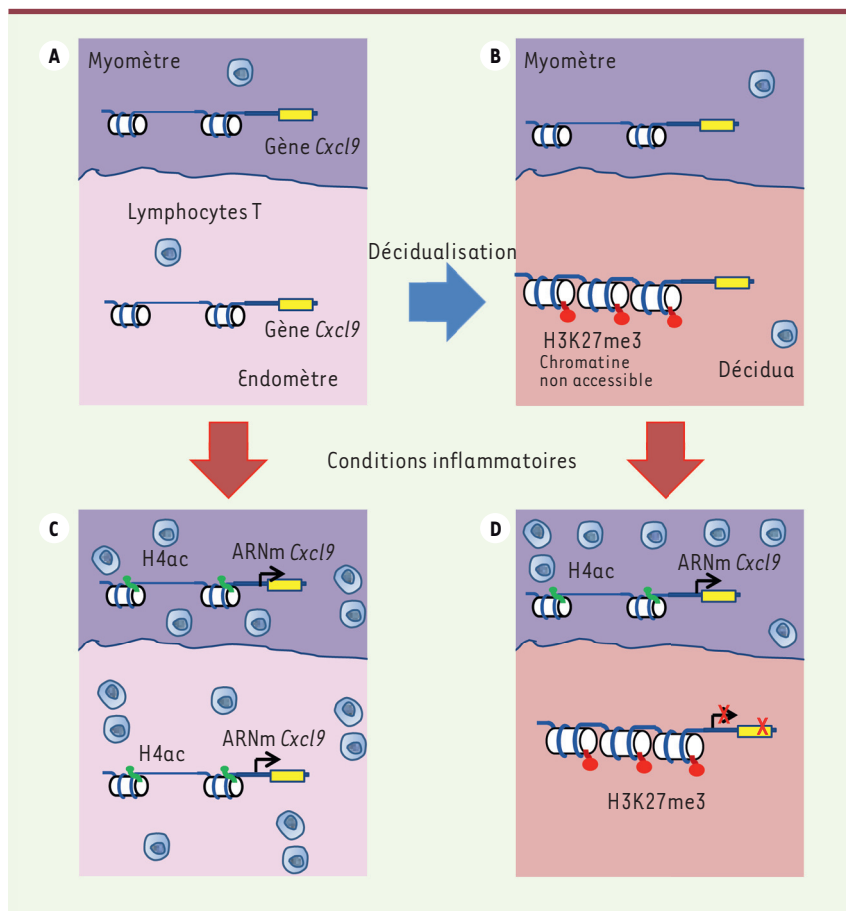 A
Myomètre
Gène Cxcl9
Lymphocytes T
Gène Cxcl9
Endomètre
Décidualisation
B
Myomètre
H3K27me3
Chromatine
non accessible
Décidua
Conditions inflammatoires
C
H4ac
ARNm Cxcl9
H4ac
ARNm Cxcl9
D
H4ac
ARNm Cxcl9
X
X
H3K27me3